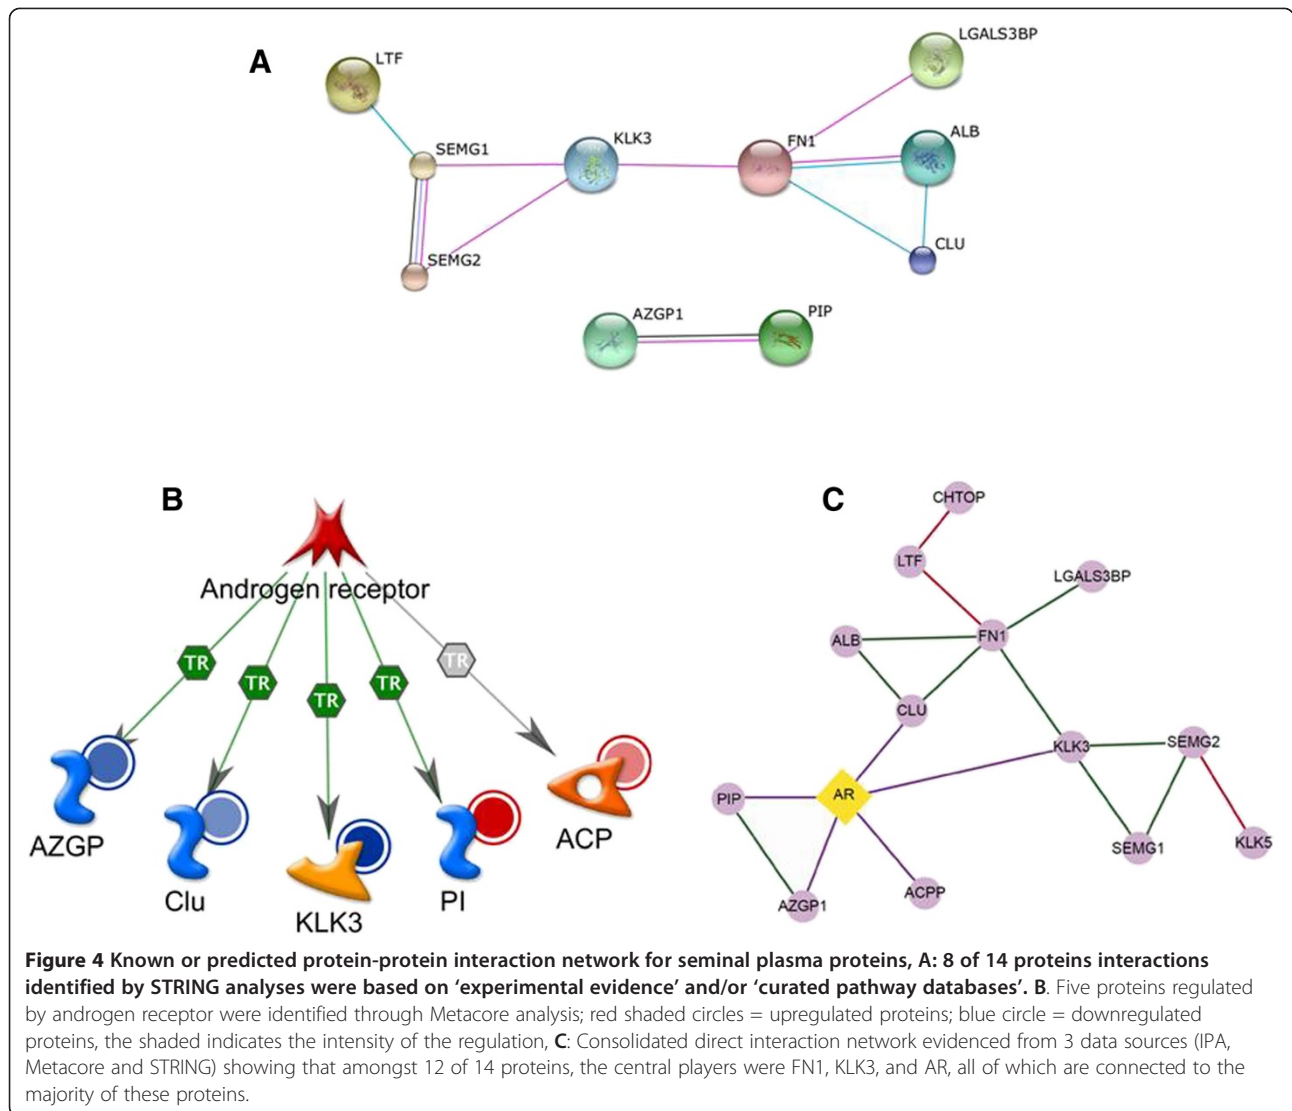 A
LTF
LGALS3BP
SEMG1
KLK3
FN1
ALB
SEMG2
CLU
AZGP1
PIP
B
Androgen receptor
TR
TR
TR
TR
TR
AZGP
Clu
KLK3
PI
ACP
C
CHTOP
LTF
LGALS3BP
ALB
FN1
CLU
KLK3
SEMG2
PIP
AR
SEMG1
KLK5
AZGP1
ACPP
Figure 4 Known or predicted protein-protein interaction network for seminal plasma proteins, A: 8 of 14 proteins interactions
identified by STRING analyses were based on ‘experimental evidence’ and/or ‘curated pathway databases’. B. Five proteins regulated
by androgen receptor were identified through Metacore analysis; red shaded circles = upregulated proteins; blue circle = downregulated
proteins, the shaded indicates the intensity of the regulation, C: Consolidated direct interaction network evidenced from 3 data sources (IPA,
Metacore and STRING) showing that amongst 12 of 14 proteins, the central players were FN1, KLK3, and AR, all of which are connected to the
majority of these proteins.